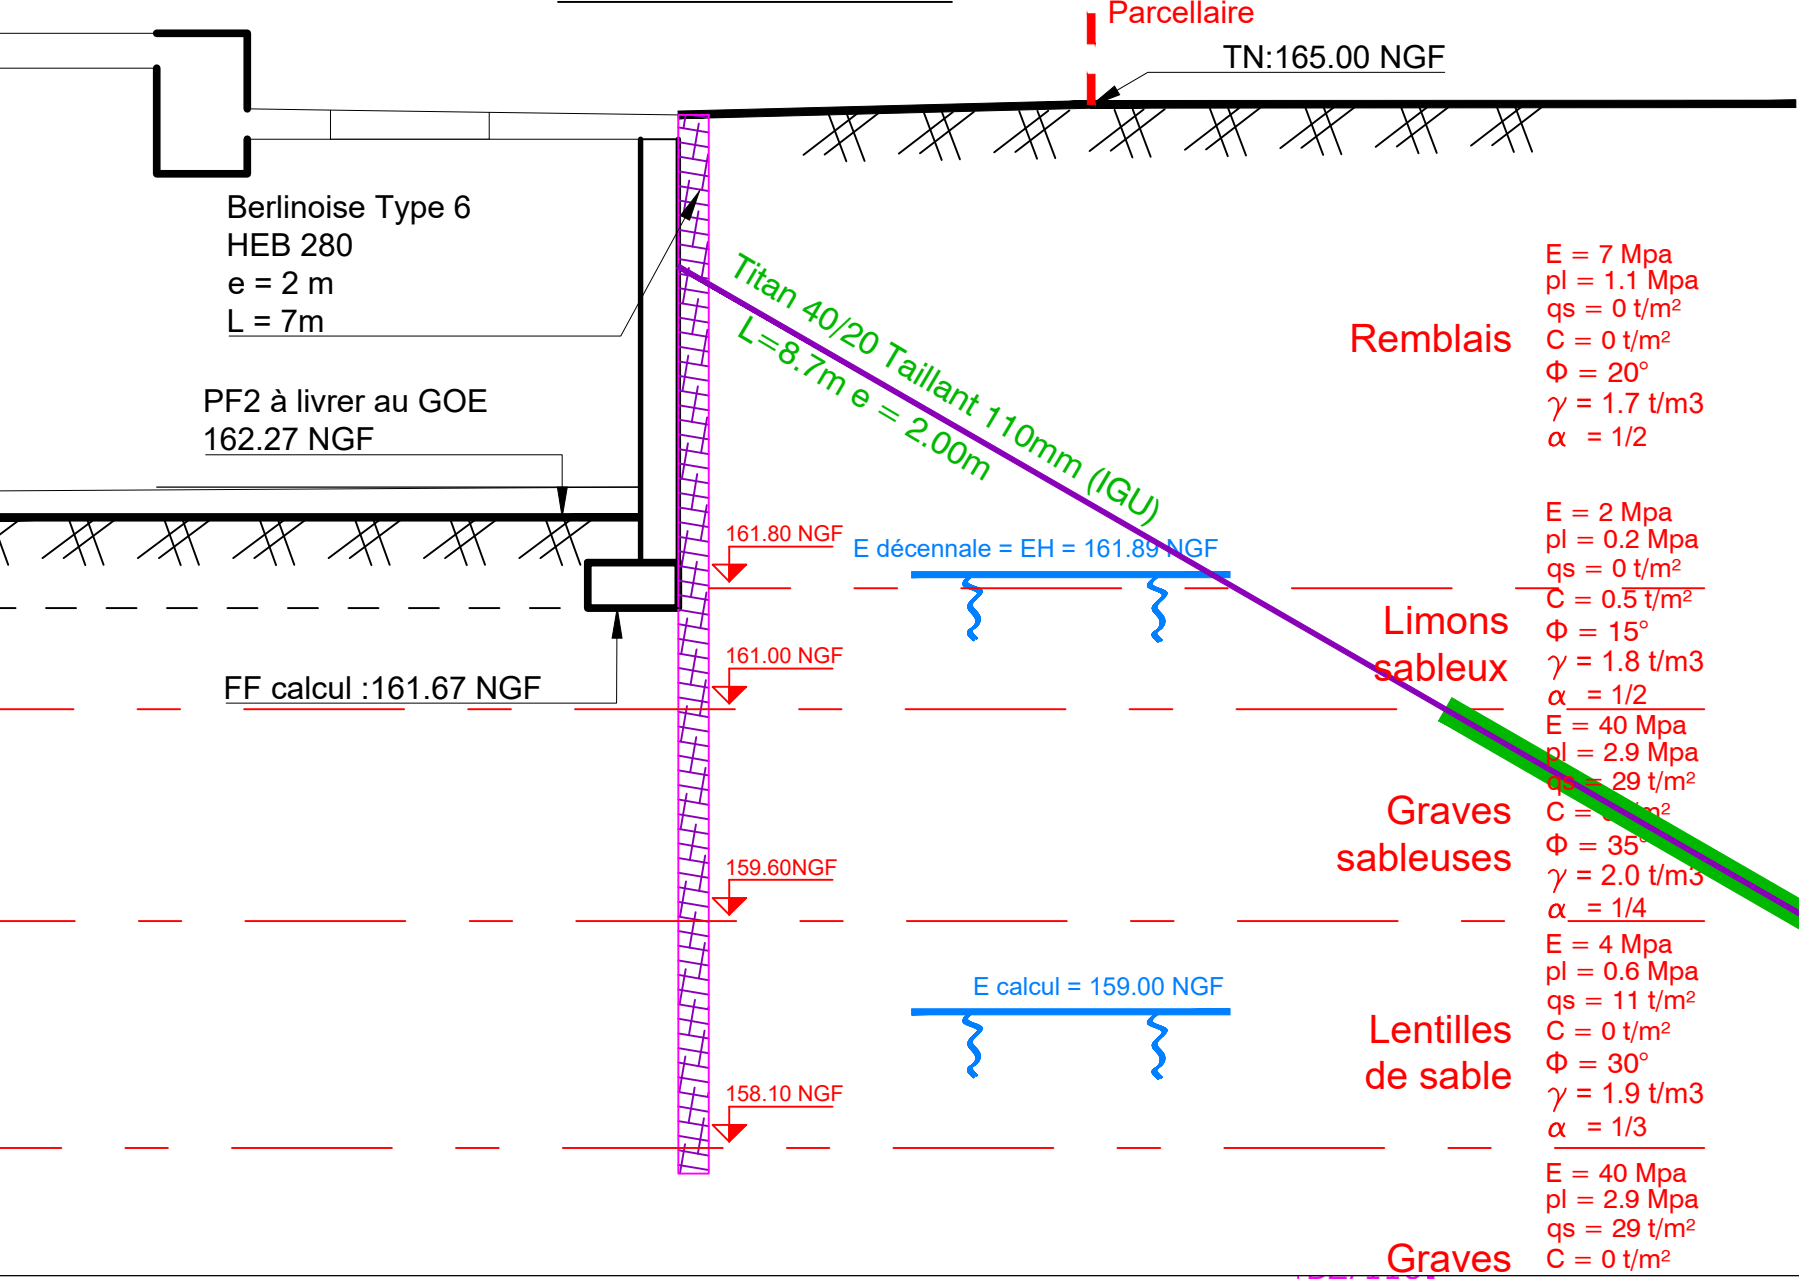 Parcellaire
TN:165.00 NGF
Berlinoise Type 6
HEB 280
e = 2 m
L = 7m
PF2 à livrer au GOE
162.27 NGF
FF calcul :161.67 NGF
Titan 40/20 Taillant 110mm (IGU)
L=8.7m e = 2.00m
161.80 NGF
E décennale = EH = 161.89 NGF
161.00 NGF
159.60NGF
E calcul = 159.00 NGF
158.10 NGF
Remblais
E = 7 Mpa
pl = 1.1 Mpa
qs = 0 t/m²
C = 0 t/m²
Φ = 20°
γ = 1.7 t/m3
α = 1/2
Limons
sableux
E = 2 Mpa
pl = 0.2 Mpa
qs = 0 t/m²
C = 0.5 t/m²
Φ = 15°
γ = 1.8 t/m3
α = 1/2
Graves
sableuses
E = 40 Mpa
pl = 2.9 Mpa
qs = 29 t/m²
C = m²
Φ = 35°
γ = 2.0 t/m3
α = 1/4
Lentilles
de sable
E = 4 Mpa
pl = 0.6 Mpa
qs = 11 t/m²
C = 0 t/m²
Φ = 30°
γ = 1.9 t/m3
α = 1/3
Graves
E = 40 Mpa
pl = 2.9 Mpa
qs = 29 t/m²
C = 0 t/m²